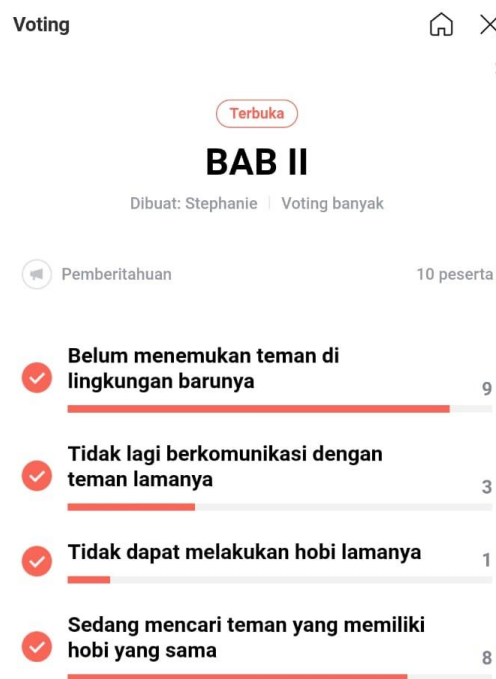 Voting
Terbuka
BAB II
Dibuat: Stephanie | Voting banyak
Pemberitahuan 10 peserta
Belum menemukan teman di
lingkungan barunya 9
Tidak lagi berkomunikasi dengan
teman lamanya 3
Tidak dapat melakukan hobi lamanya 1
Sedang mencari teman yang memiliki
hobi yang sama 8